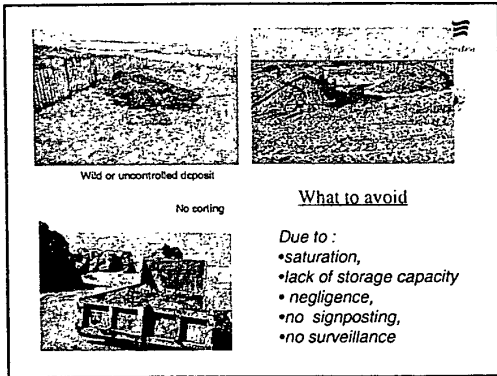 Wild or uncontrolled deposit
No sorting
What to avoid
Due to :
•saturation,
•lack of storage capacity
• negligence,
•no signposting,
•no surveillance